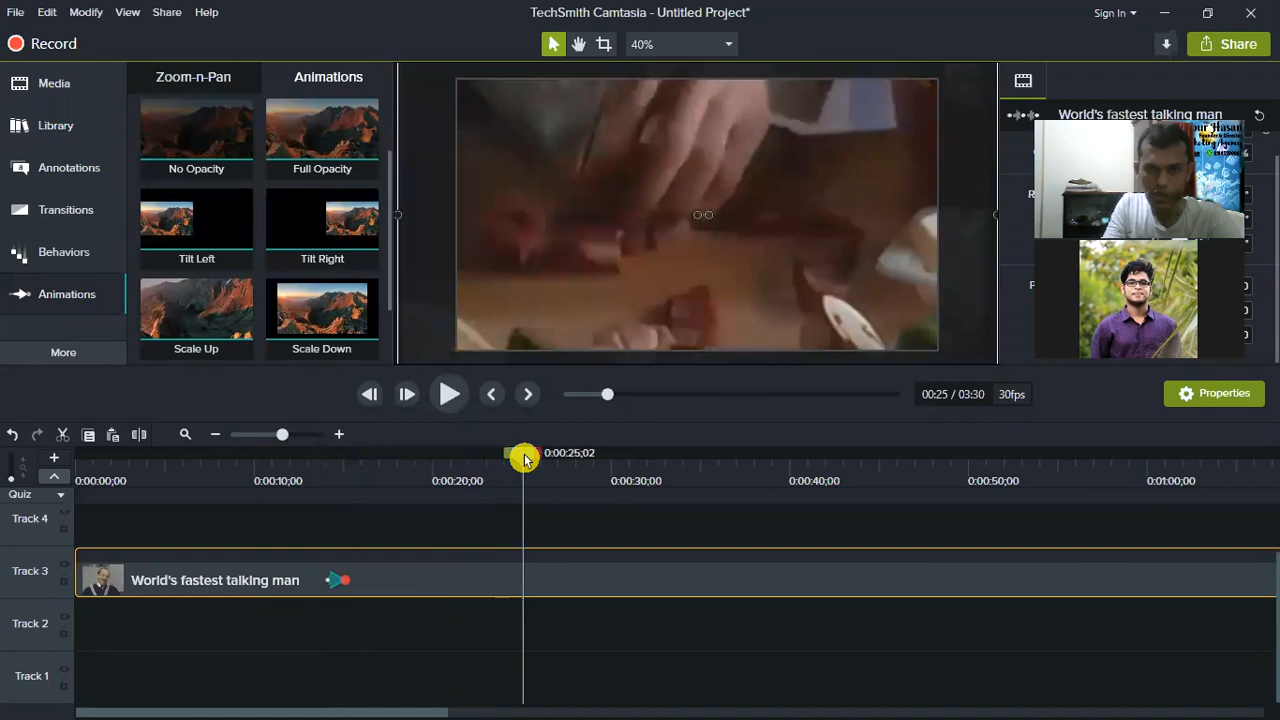 File Edit Modify View Share Help
TechSmith Camtasia - Untitled Project*
Sign In
Record
40%
Share
Media
Library
Annotations
Transitions
Behaviors
Animations
More
Zoom-n-Pan
Animations
No Opacity
Full Opacity
Tilt Left
Tilt Right
Scale Up
Scale Down
World's fastest talking man
our Hasan
00:25 / 03:30
30fps
Properties
0:00:25;02
0:00:00;00
0:00:10;00
0:00:20;00
0:00:30;00
0:00:40;00
0:00:50;00
0:01:00;00
Quiz
Track 4
Track 3
World's fastest talking man
Track 2
Track 1